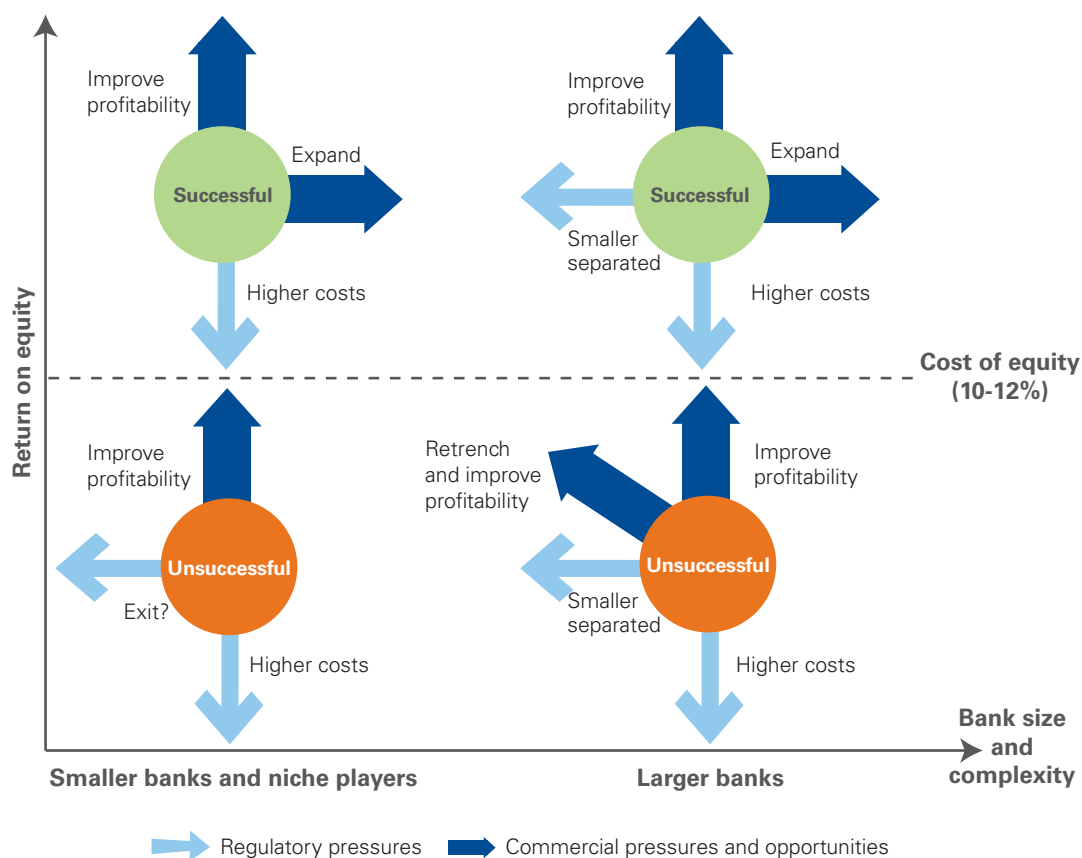 Improve
profitability
Expand
Successful
Higher costs
Improve
profitability
Expand
Successful
Smaller
separated
Higher costs
Return on equity
Cost of equity
(10-12%)
Improve
profitability
Unsuccessful
Exit?
Higher costs
Retrench
and improve
profitability
Improve
profitability
Unsuccessful
Smaller
separated
Higher costs
Bank size
and
complexity
Smaller banks and niche players
Larger banks
Regulatory pressures
Commercial pressures and opportunities